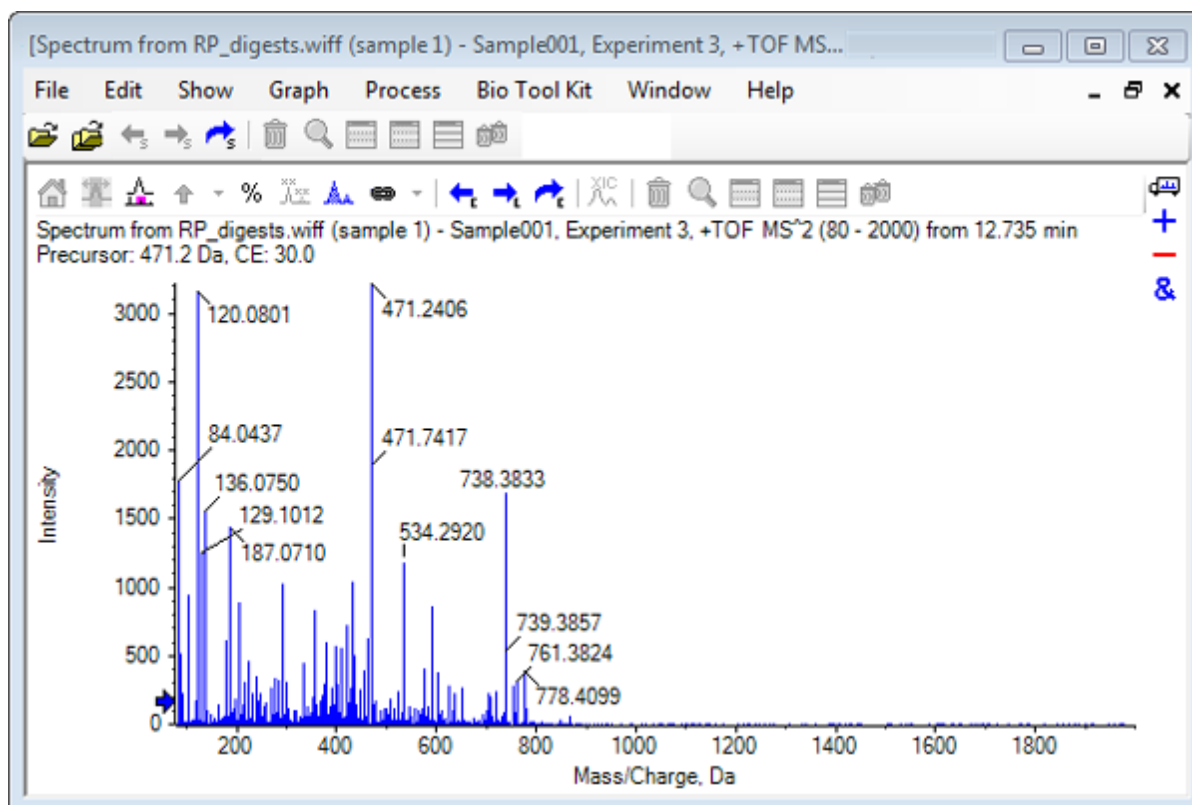 [Spectrum from RP_digests.wiff (sample 1) - Sample001, Experiment 3, +TOF MS...
File Edit Show Graph Process Bio Tool Kit Window Help
S S S
% E E E XIC
Spectrum from RP_digests.wiff (sample 1) - Sample001, Experiment 3, +TOF MS^2 (80 - 2000) from 12.735 min
Precursor: 471.2 Da, CE: 30.0
&
3000
120.0801
471.2406
2500
84.0437
471.7417
2000
136.0750
738.3833
129.1012
1500
187.0710
534.2920
1000
739.3857
761.3824
500
778.4099
0
Intensity
200 400 600 800 1000 1200 1400 1600 1800
Mass/Charge, Da